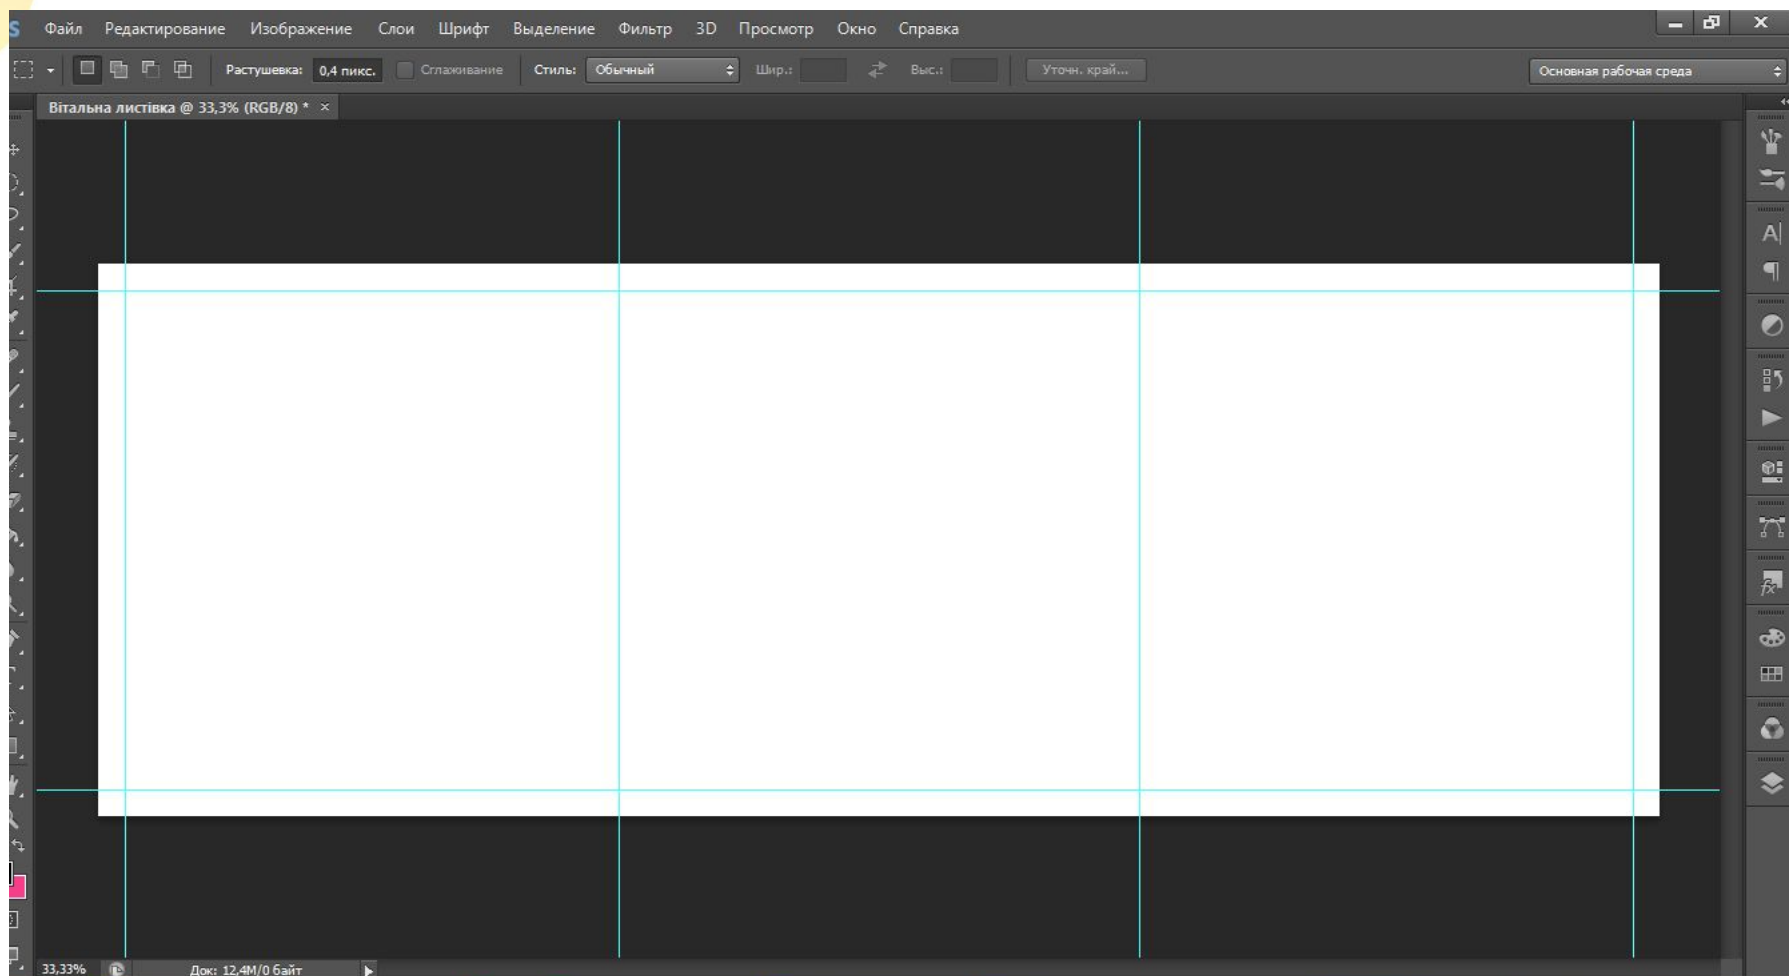 S Файл Редактирование Изображение Слои Шрифт Выделение Фильтр 3D Просмотр Окно Справка
Растушевка: 0,4 пикс. Сглаживание Стиль: Обычный Шир.: Выс.: Уточн. край... Основная рабочая среда
Вітальна листівка @ 33,3% (RGB/8) * ×
33,33% Док: 12,4M/0 байт